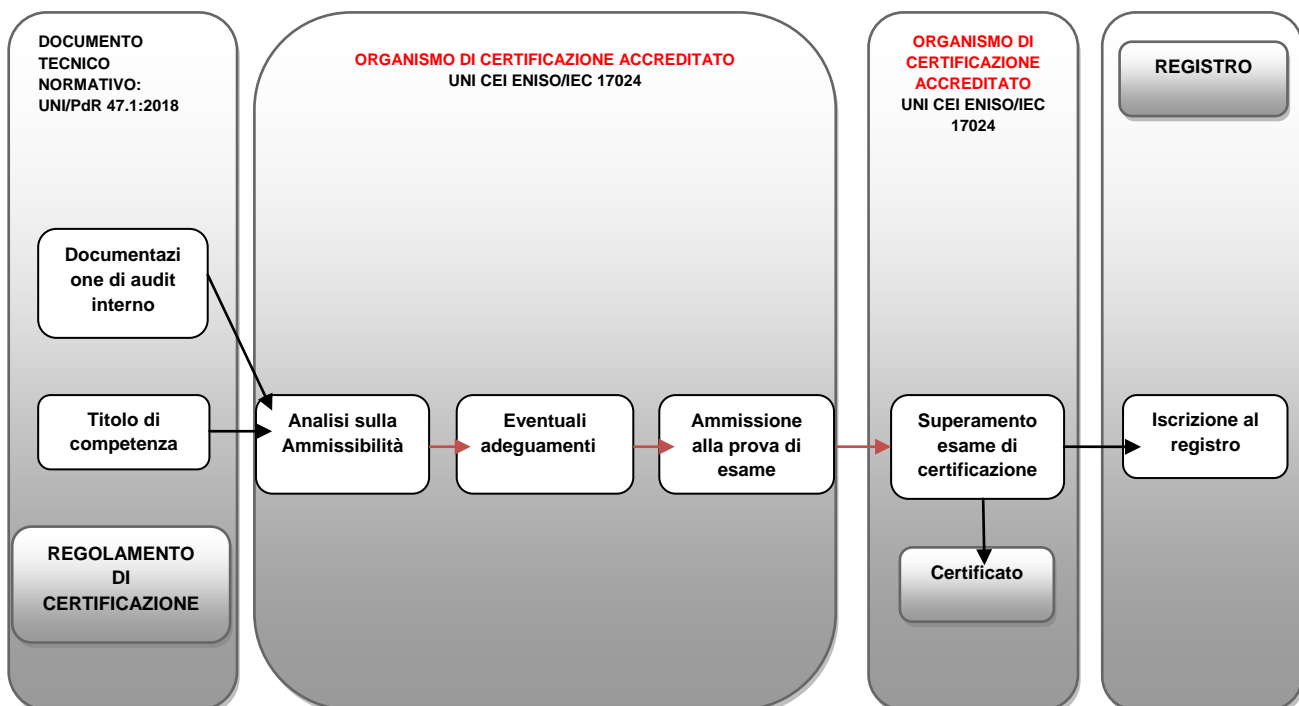 DOCUMENTO
TECNICO
NORMATIVO:
UNI/PdR 47.1:2018
Documentazi
one di audit
interno
Titolo di
competenza
REGOLAMENTO
DI
CERTIFICAZIONE
ORGANISMO DI CERTIFICAZIONE ACCREDITATO
UNI CEI ENISO/IEC 17024
Analisi sulla
Ammissibilità
Eventuali
adeguamenti
Ammissione
alla prova di
esame
ORGANISMO DI
CERTIFICAZIONE
ACCREDITATO
UNI CEI ENISO/IEC
17024
Superamento
esame di
certificazione
Certificato
REGISTRO
Iscrizione al
registro